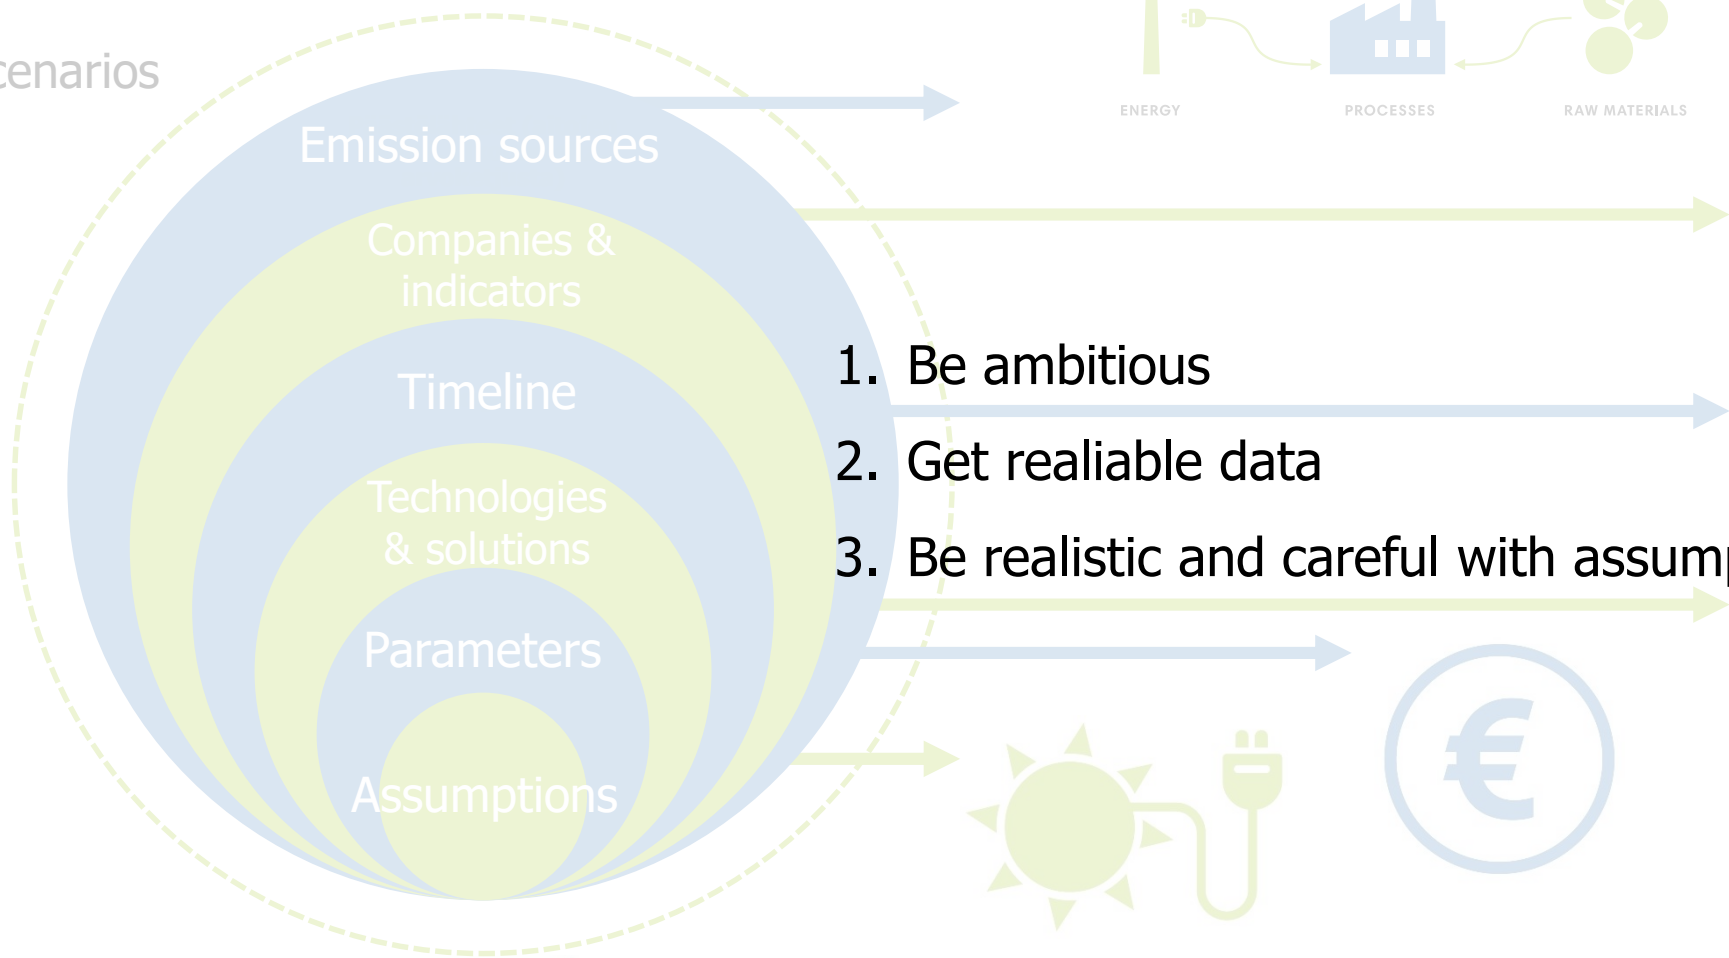 cenarios
ENERGY
PROCESSES
RAW MATERIALS
Emission sources
Companies &
indicators
Timeline
Technologies
& solutions
Parameters
Assumptions
1. Be ambitious
2. Get realiable data
3. Be realistic and careful with assump
€